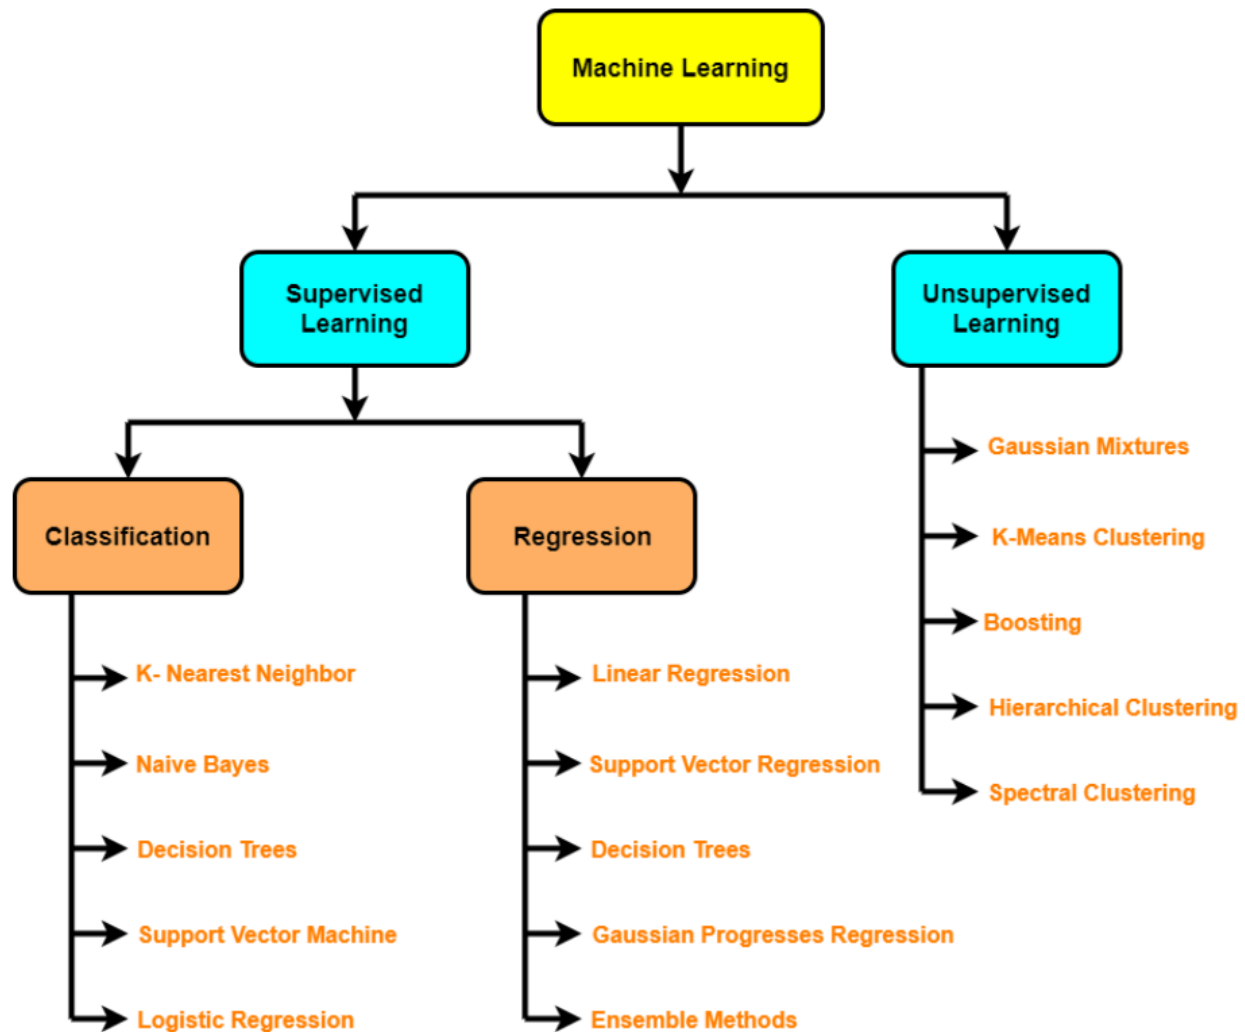 Machine Learning
Supervised
Learning
Unsupervised
Learning
Classification
Regression
K- Nearest Neighbor
Naive Bayes
Decision Trees
Support Vector Machine
Logistic Regression
Linear Regression
Support Vector Regression
Decision Trees
Gaussian Progresses Regression
Ensemble Methods
Gaussian Mixtures
K-Means Clustering
Boosting
Hierarchical Clustering
Spectral Clustering